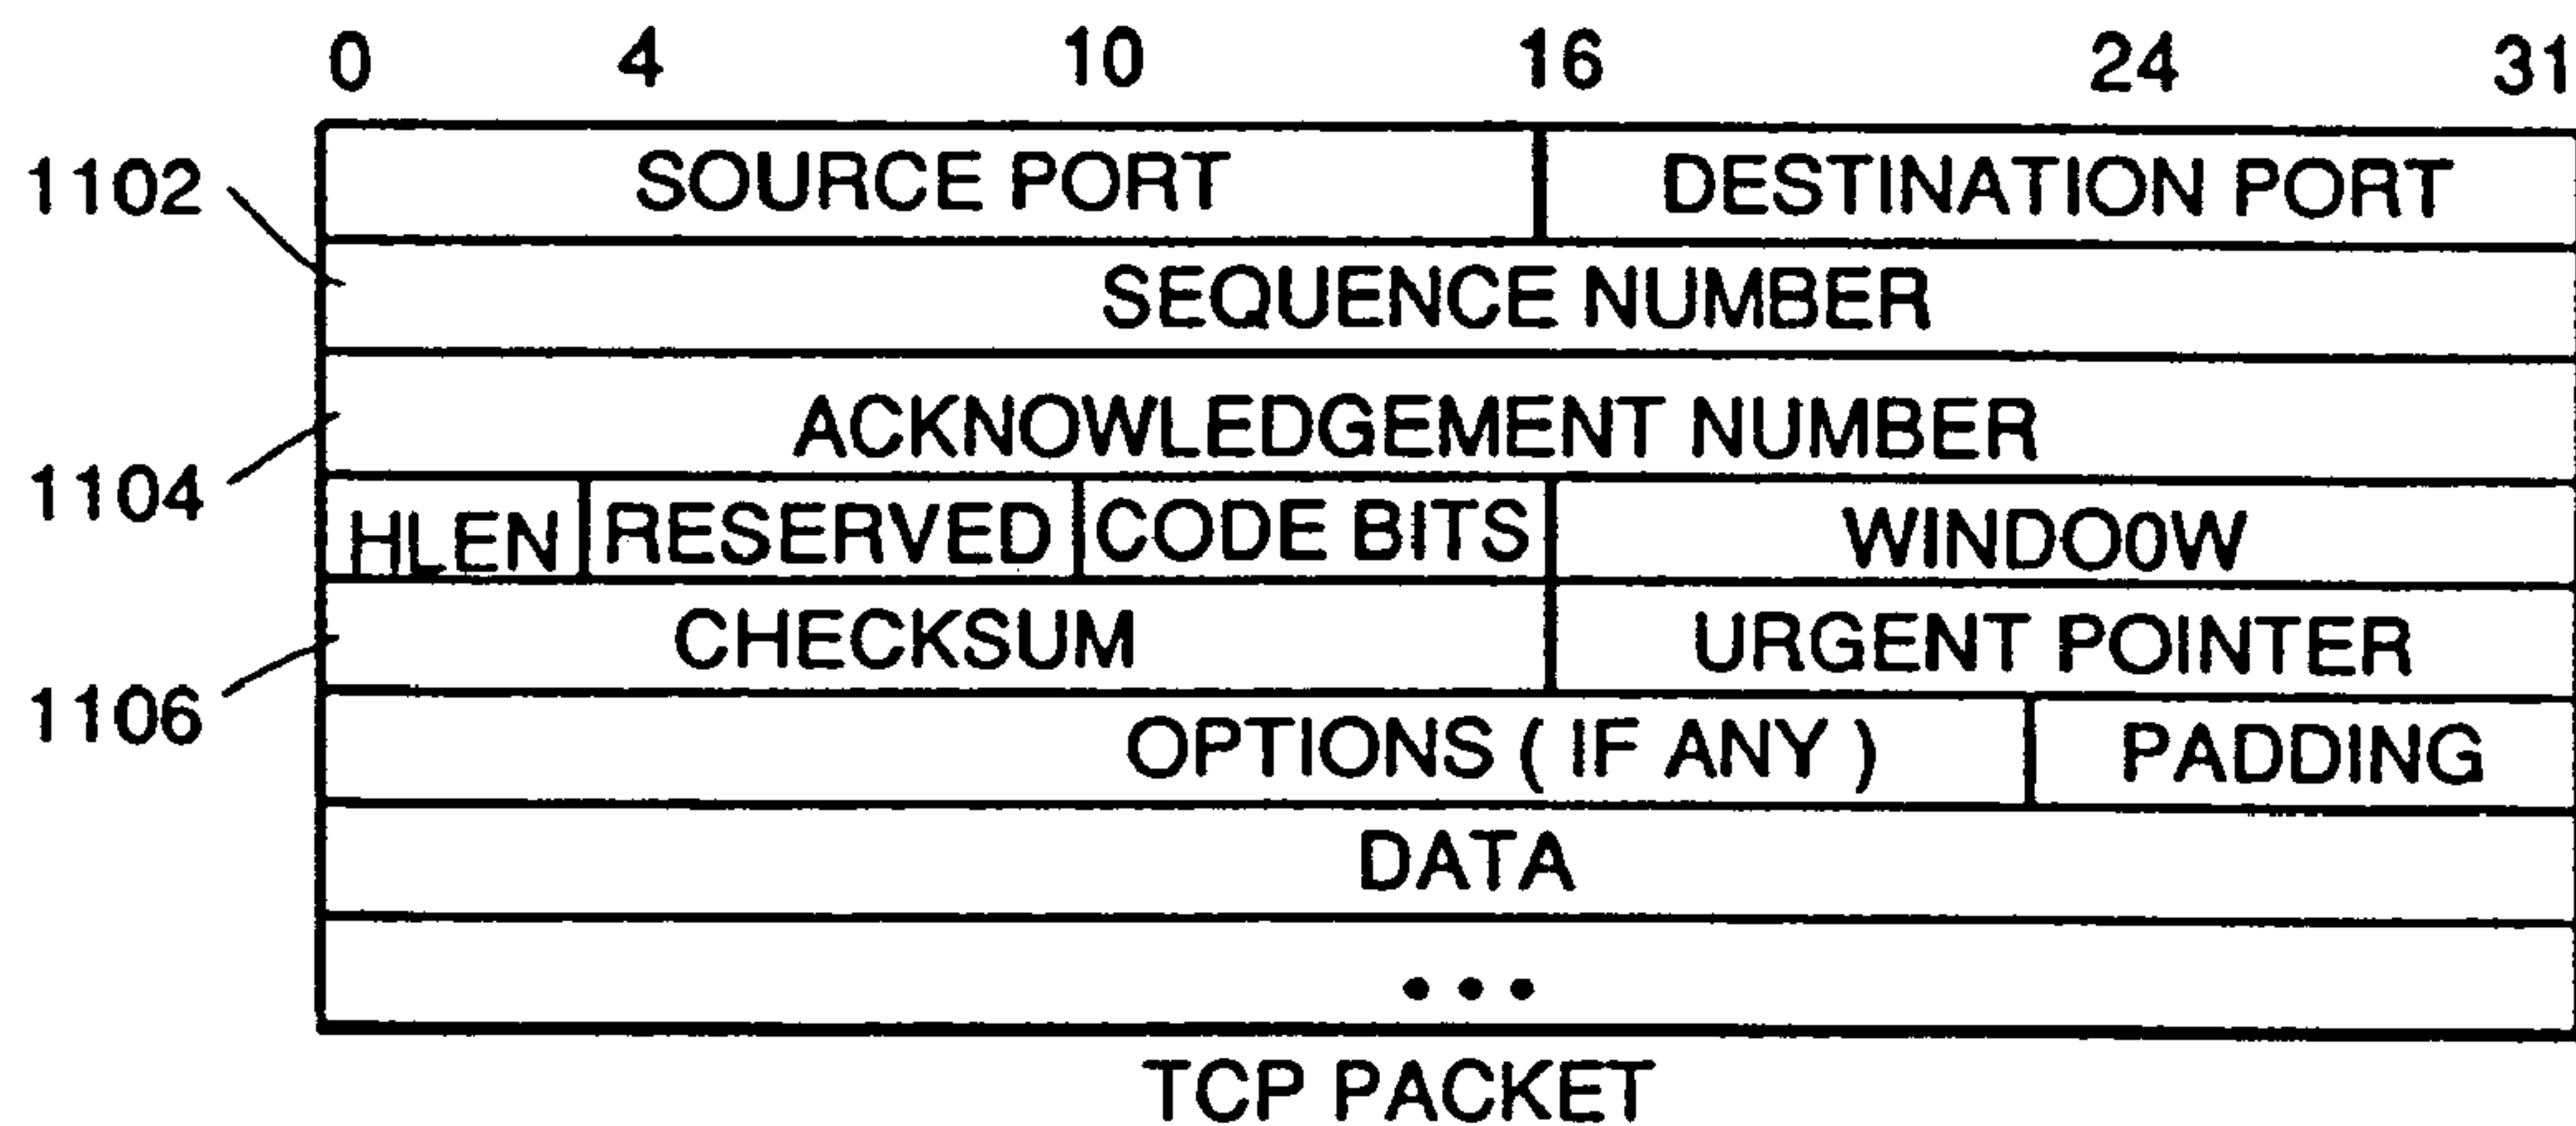 0 4 10 16 24 31
SOURCE PORT DESTINATION PORT
1102
SEQUENCE NUMBER
ACKNOWLEDGEMENT NUMBER
1104
HLEN RESERVED CODE BITS WINDO0W
CHECKSUM URGENT POINTER
1106
OPTIONS ( IF ANY ) PADDING
DATA
• • •
TCP PACKET